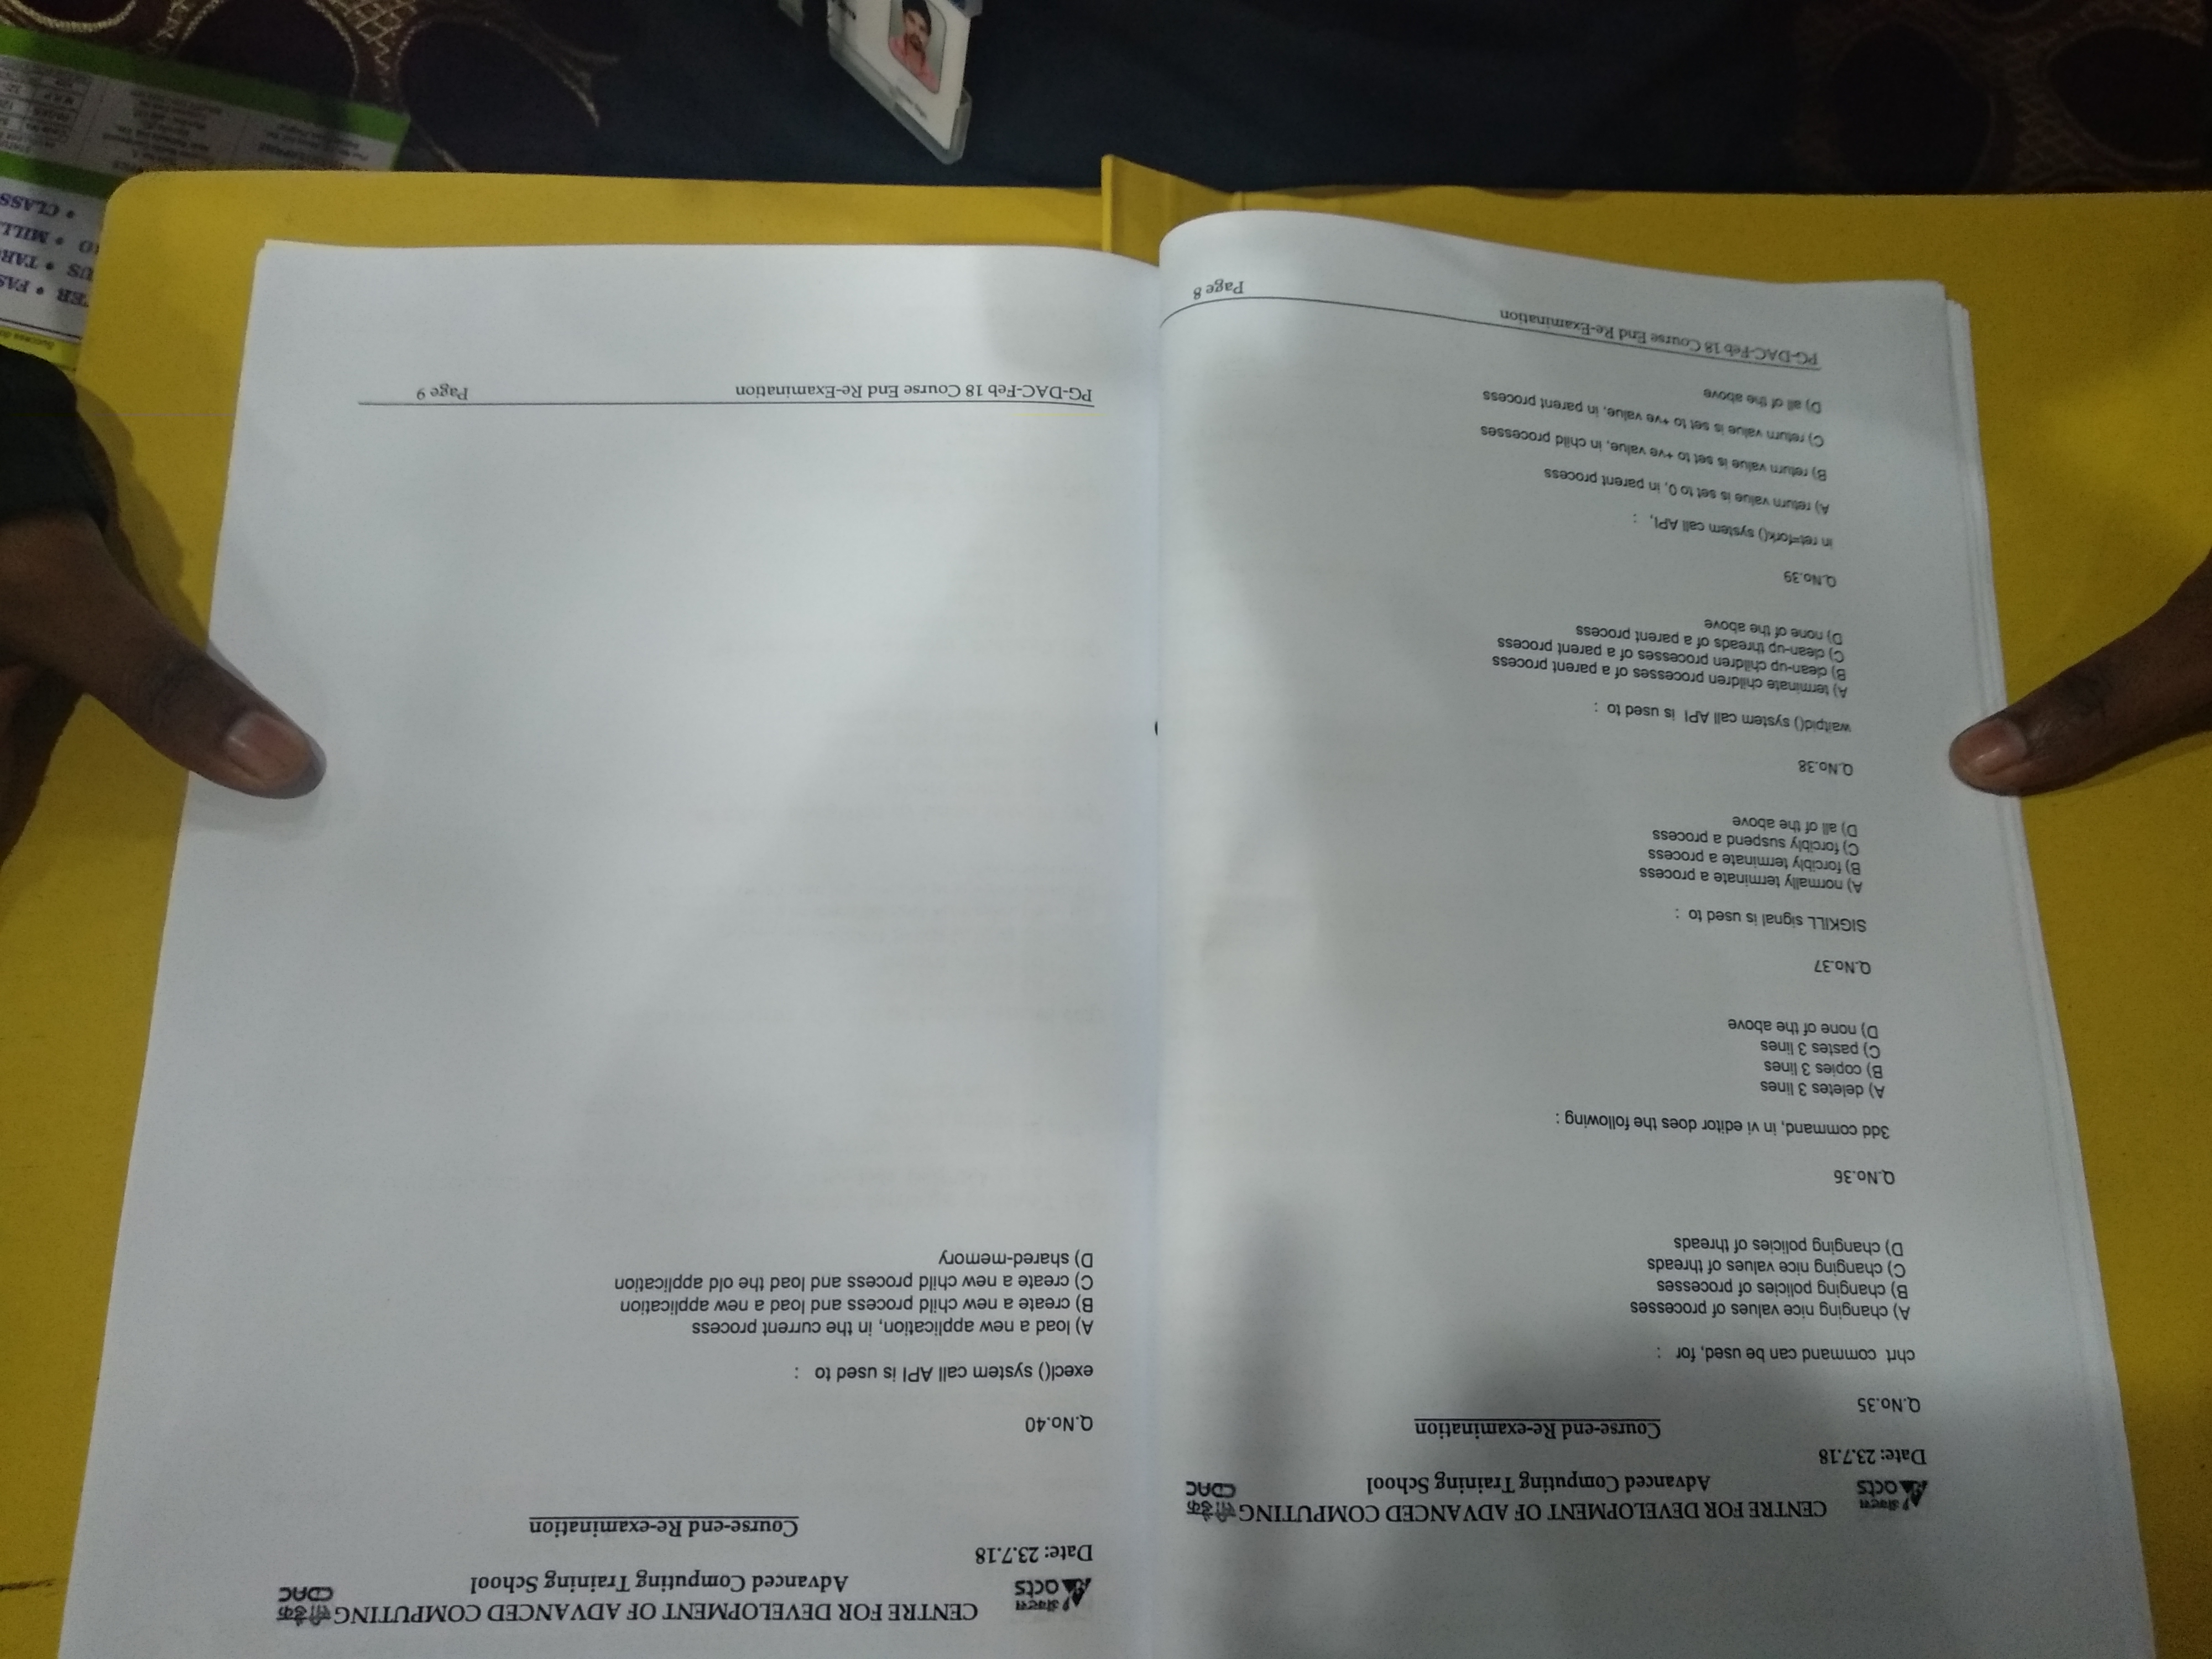 ॲक्टस
acts
CENTRE FOR DEVELOPMENT OF ADVANCED COMPUTING
सी डैक
CDAC
Advanced Computing Training School
Date: 23.7.18
Course-end Re-examination
Q.No.35
chrt command can be used, for :
A) changing nice values of processes
B) changing policies of processes
C) changing nice values of threads
D) changing policies of threads
Q.No.36
3dd command, in vi editor does the following :
A) deletes 3 lines
B) copies 3 lines
C) pastes 3 lines
D) none of the above
Q.No.37
SIGKILL signal is used to :
A) normally terminate a process
B) forcibly terminate a process
C) forcibly suspend a process
D) all of the above
Q.No.38
waitpid() system call API is used to :
A) terminate children processes of a parent process
B) clean-up children processes of a parent process
C) clean-up threads of a parent process
D) none of the above
Q.No.39
in ret=fork() system call API, :
A) return value is set to 0, in parent process
B) return value is set to +ve value, in child processes
C) return value is set to +ve value, in parent process
D) all of the above
PG-DAC-Feb 18 Course End Re-Examination
Page 8
ॲक्टस
acts
CENTRE FOR DEVELOPMENT OF ADVANCED COMPUTING
सी डैक
CDAC
Advanced Computing Training School
Date: 23.7.18
Course-end Re-examination
Q.No.40
execl() system call API is used to :
A) load a new application, in the current process
B) create a new child process and load a new application
C) create a new child process and load the old application
D) shared-memory
PG-DAC-Feb 18 Course End Re-Examination
Page 9
• FAS
US • TAR
• MILL
• CLASS